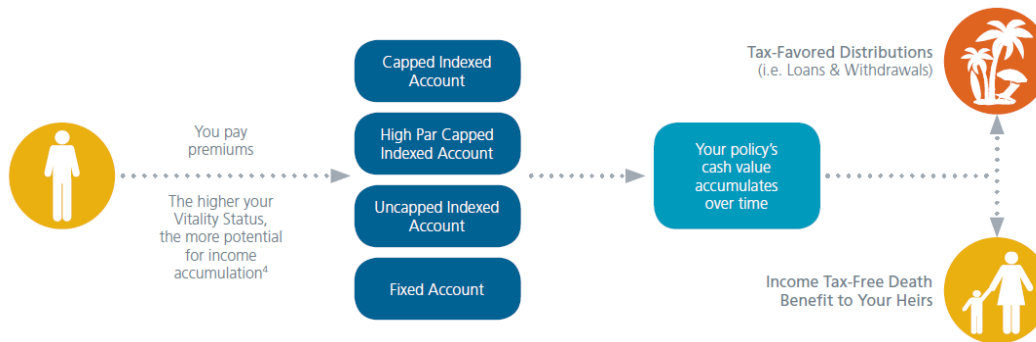 You pay
premiums
The higher your
Vitality Status,
the more potential
for income
accumulation4
Capped Indexed
Account
High Par Capped
Indexed Account
Uncapped Indexed
Account
Fixed Account
Your policy's
cash value
accumulates
over time
Tax-Favored Distributions
(i.e. Loans & Withdrawals)
Income Tax-Free Death
Benefit to Your Heirs